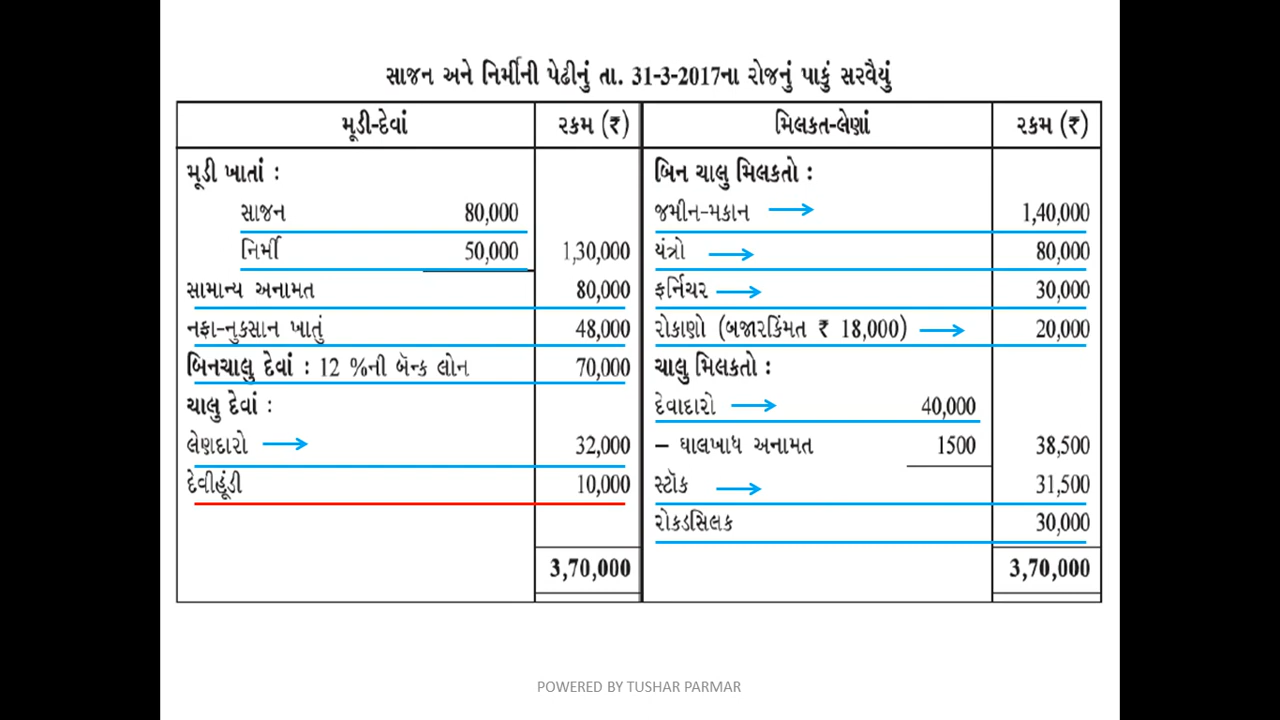 સાજન અને નિર્મીની પેઢીનું તા. 31-3-2017ના રોજનું પાકું સરવૈયું
મૂડી-દેવાં રકમ (₹) મિલકત-લેણાં રકમ (₹)
મૂડી ખાતાં : બિન ચાલુ મિલકતો :
સાજન 80,000 જમીન-મકાન 1,40,000
નિર્મી 50,000 1,30,000 યંત્રો 80,000
સામાન્ય અનામત 80,000 ફર્નિચર 30,000
નફા-નુકસાન ખાતું 48,000 રોકાણો (બજારકિંમત ₹ 18,000) 20,000
બિનચાલુ દેવાં : 12 %ની બૅન્ક લોન 70,000 ચાલુ મિલકતો :
ચાલુ દેવાં : દેવાદારો 40,000
લેણદારો 32,000 – ઘાલખાધ અનામત 1500 38,500
દેવીહૂંડી 10,000 સ્ટૉક 31,500
રોકડસિલક 30,000
3,70,000 3,70,000
POWERED BY TUSHAR PARMAR